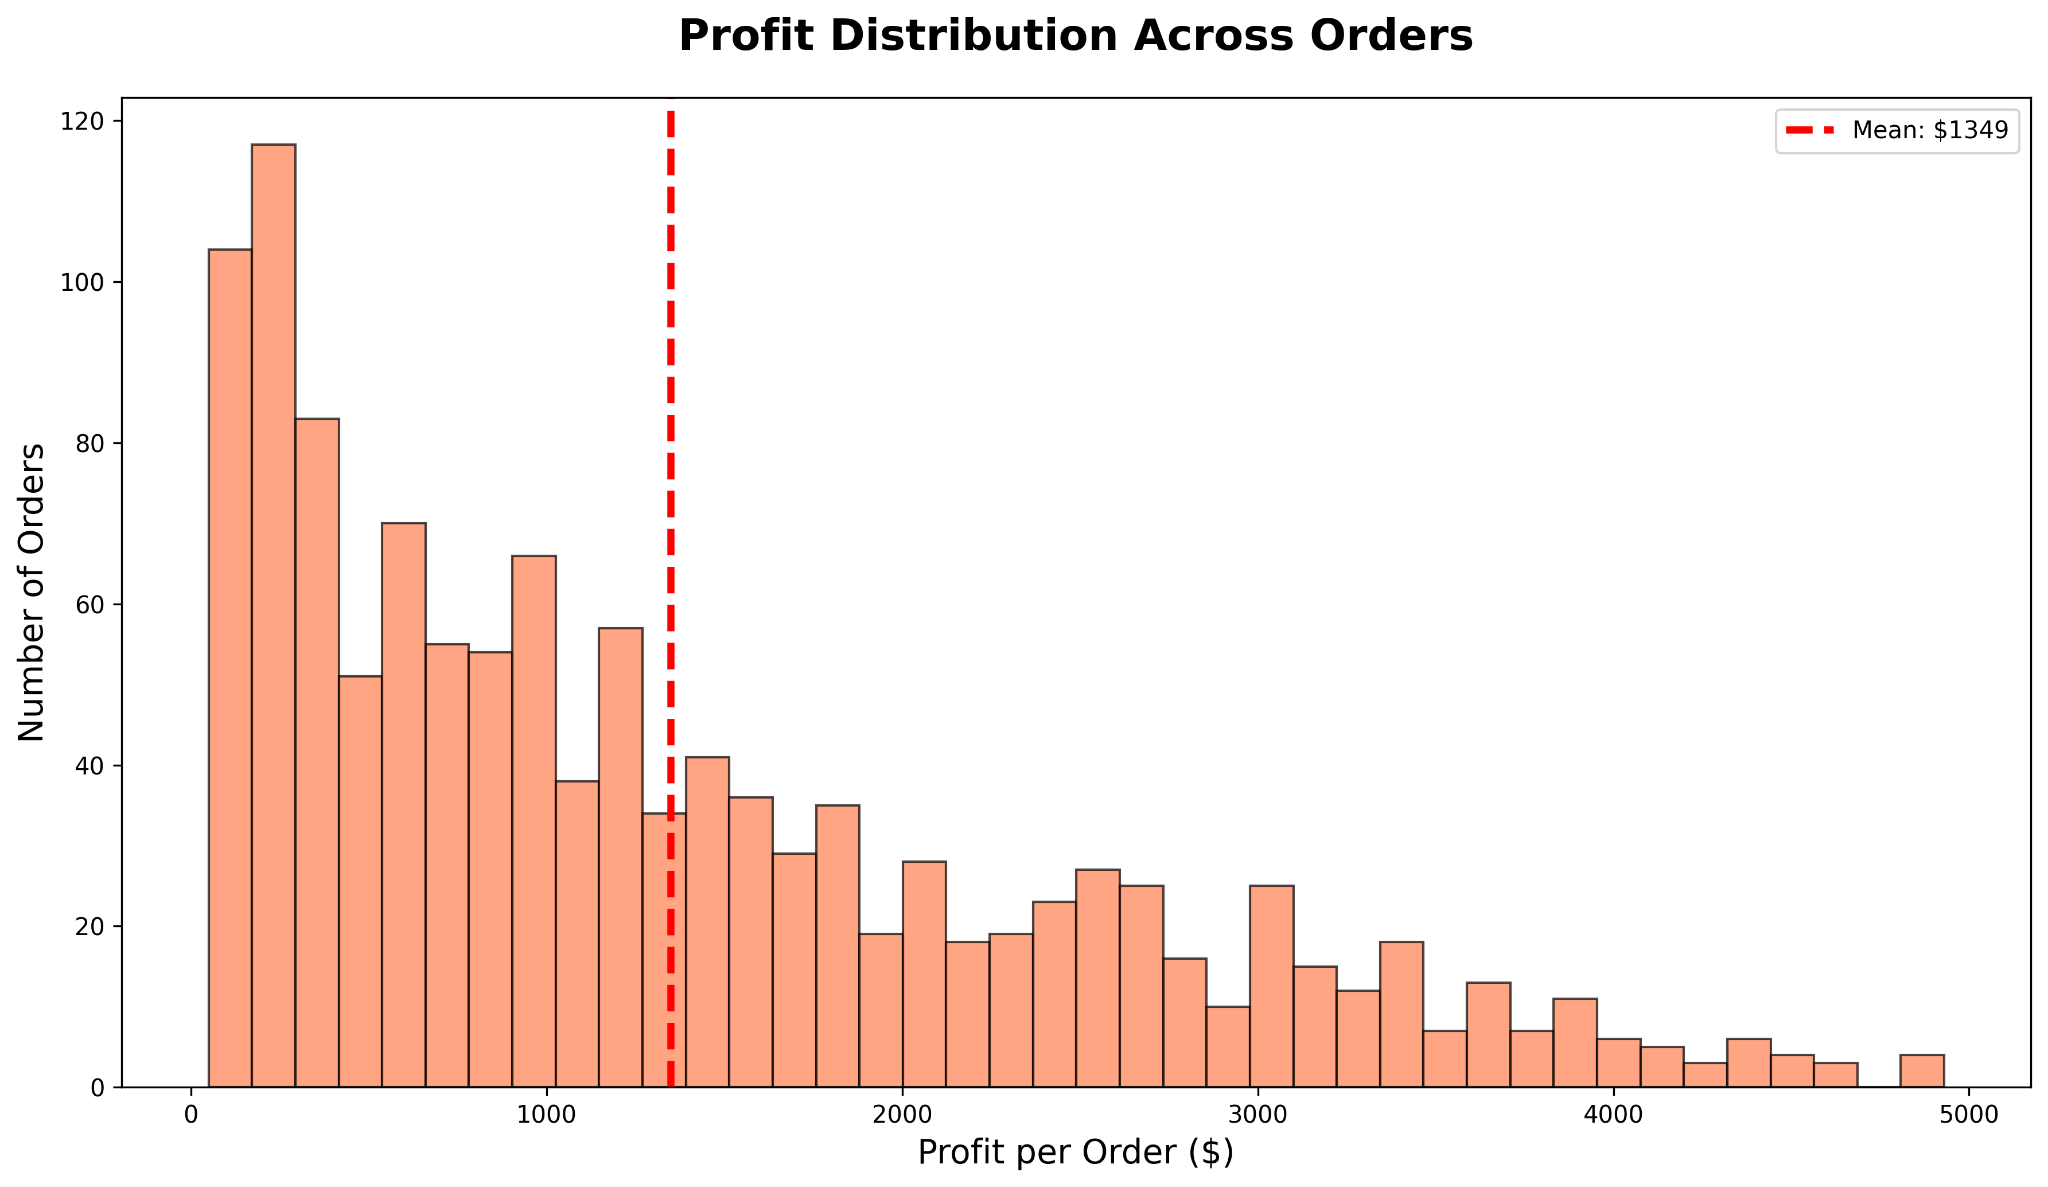 Profit Distribution Across Orders
Mean: $1349
Number of Orders
120
100
80
60
40
20
0
0 1000 2000 3000 4000 5000
Profit per Order ($)